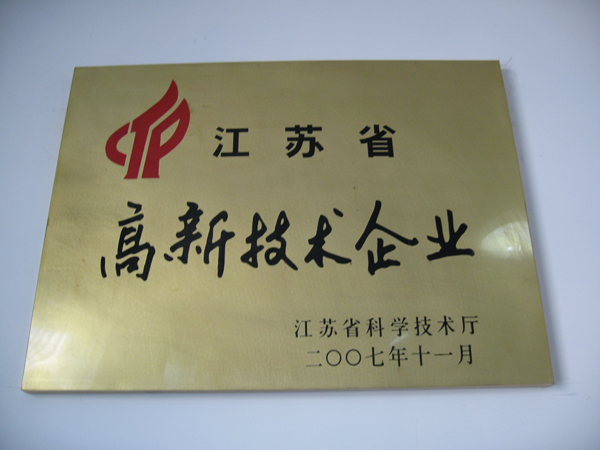 江苏省
高新技术企业
江苏省科学技术厅
二〇〇七年十一月